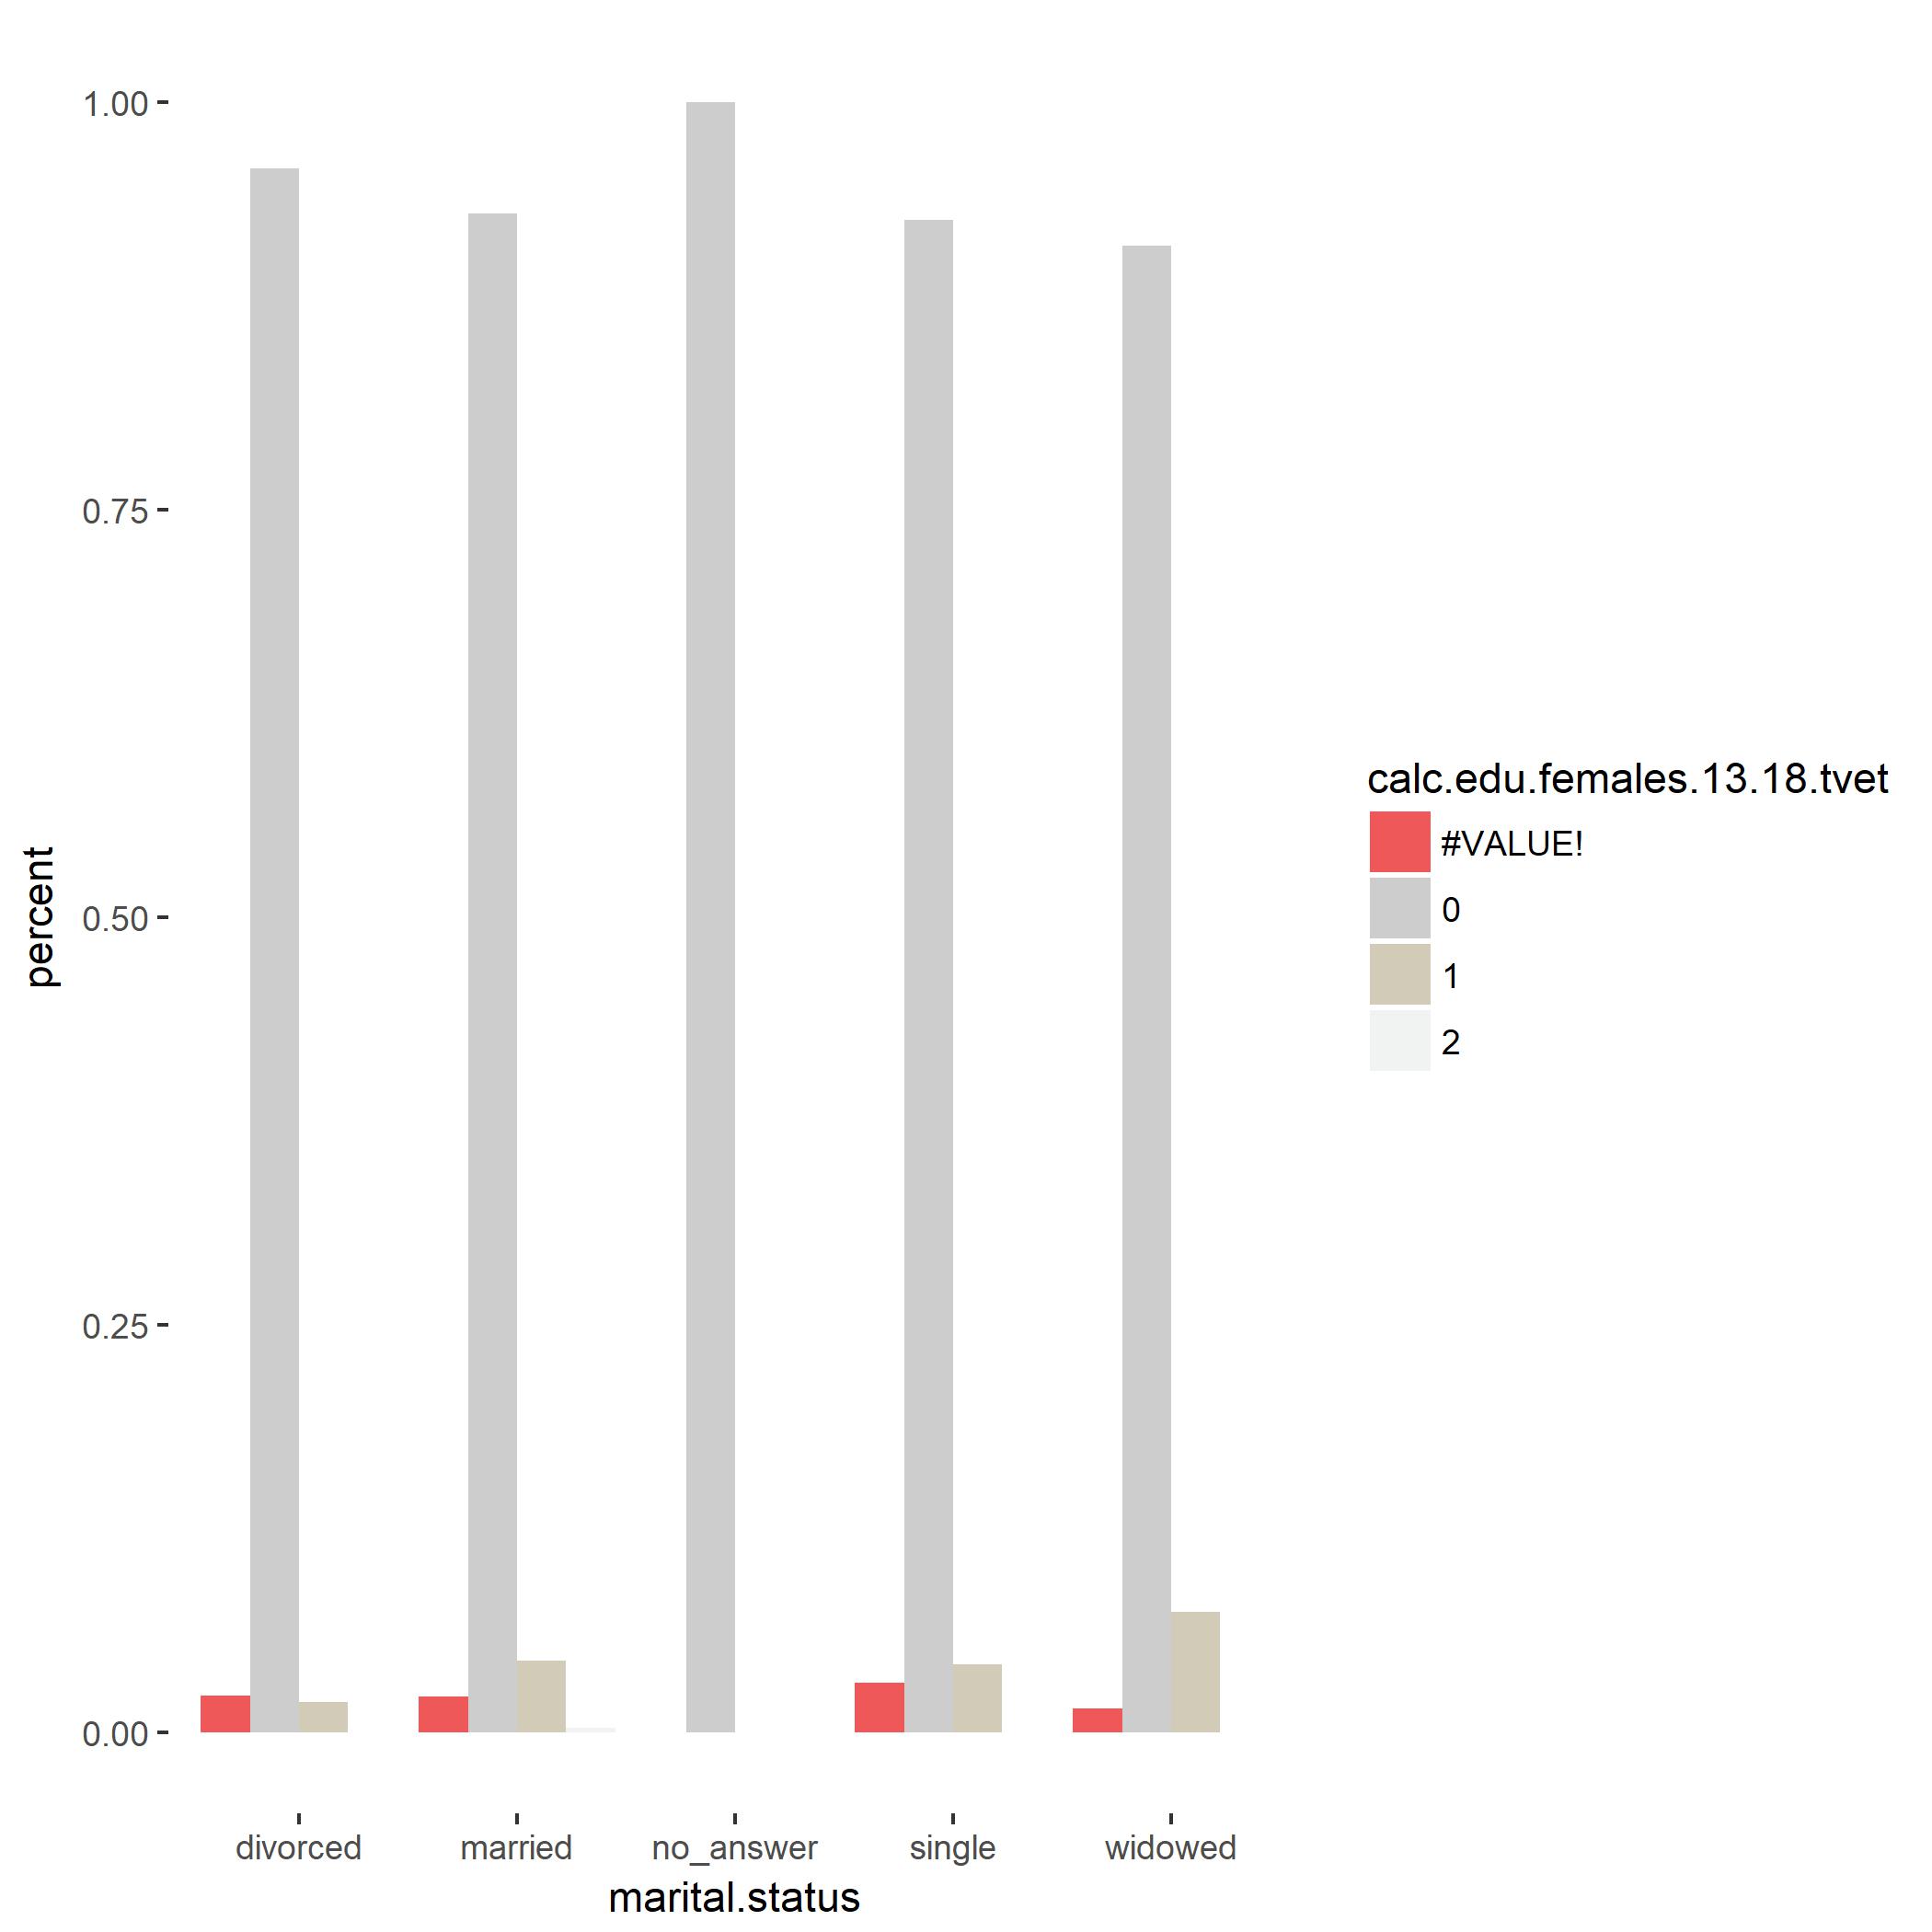 1.00
0.75
0.50
0.25
0.00
percent
divorced
married
no_answer
single
widowed
marital.status
calc.edu.females.13.18.tvet
#VALUE!
0
1
2